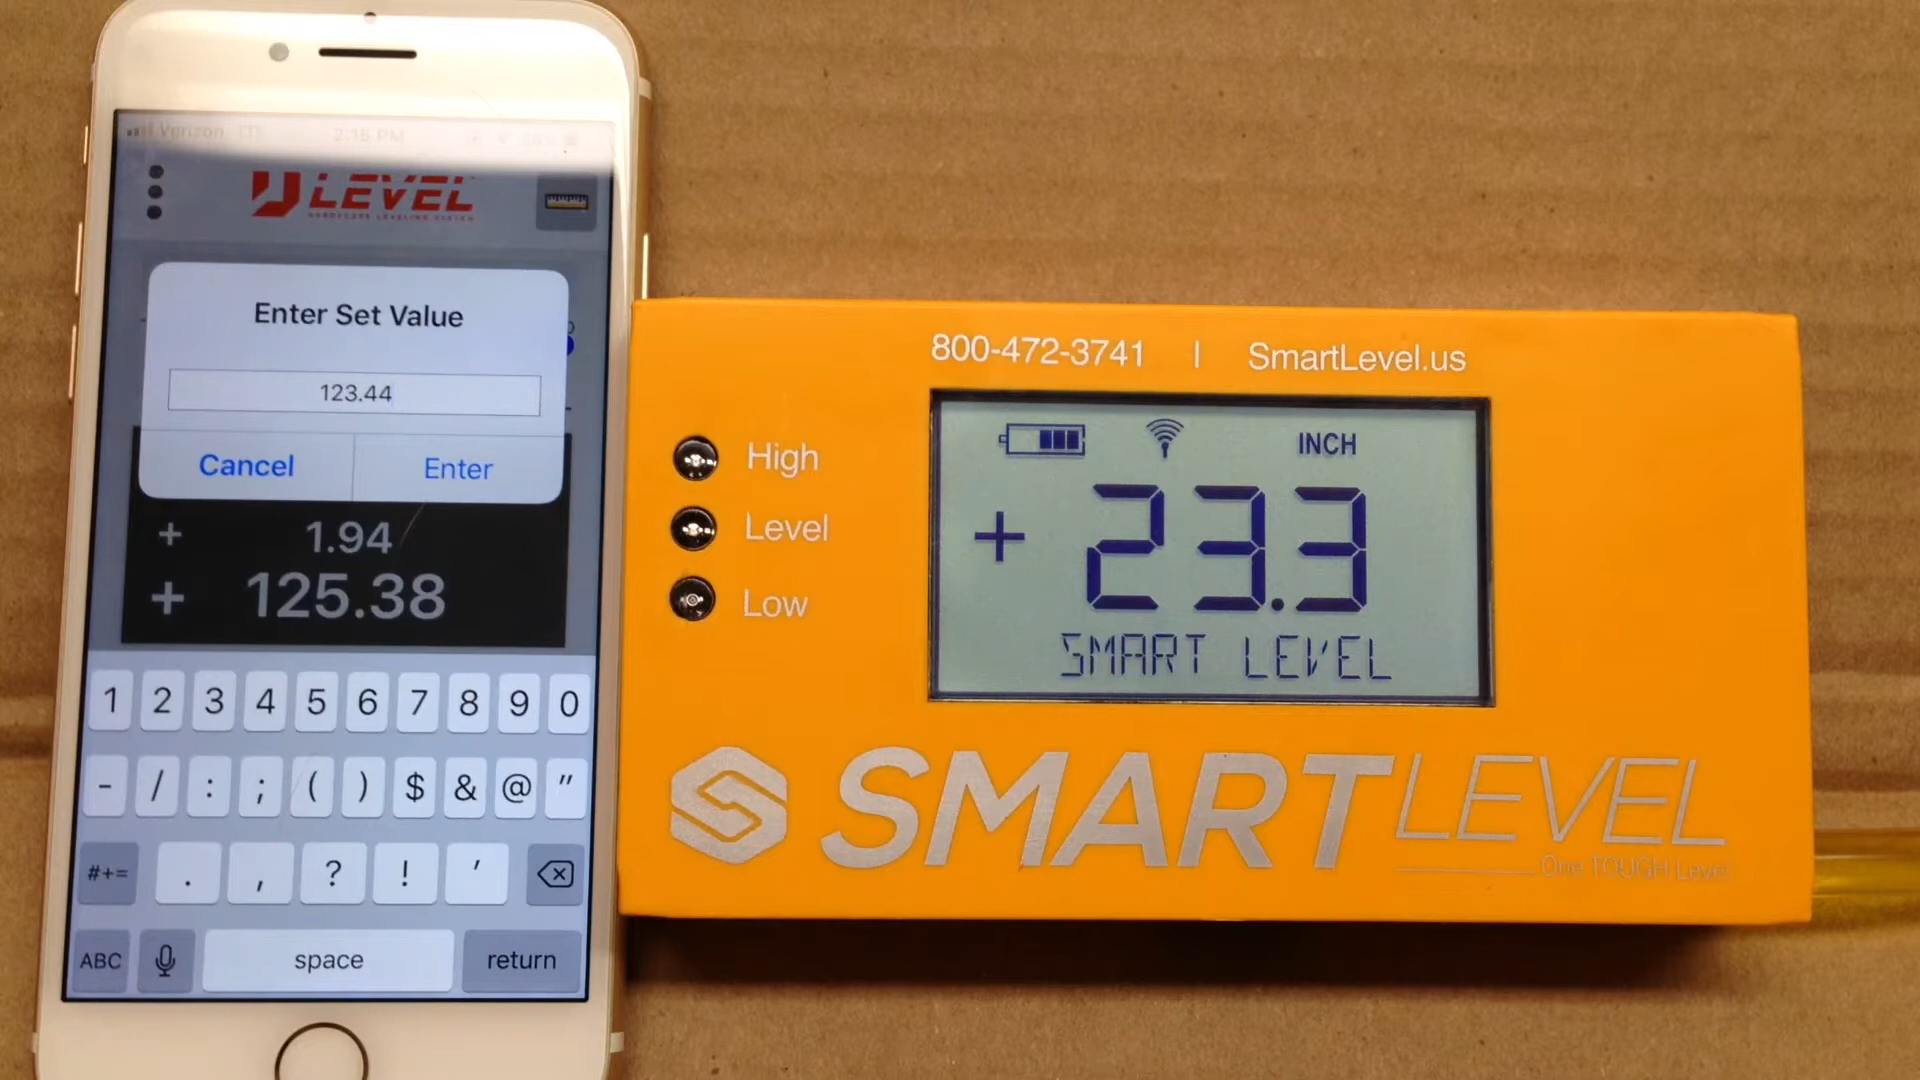 Verizon LTE 2:15 PM
LEVEL
Enter Set Value
123.44
Cancel Enter
+ 1.94
+ 125.38
1 2 3 4 5 6 7 8 9 0
- / : ; ( ) $ & @ "
#+= . , ? ! '
ABC space return
800-472-3741 | SmartLevel.us
High
Level
Low
INCH
+ 23.3
SMART LEVEL
SMARTLEVEL
One TOUGH Level